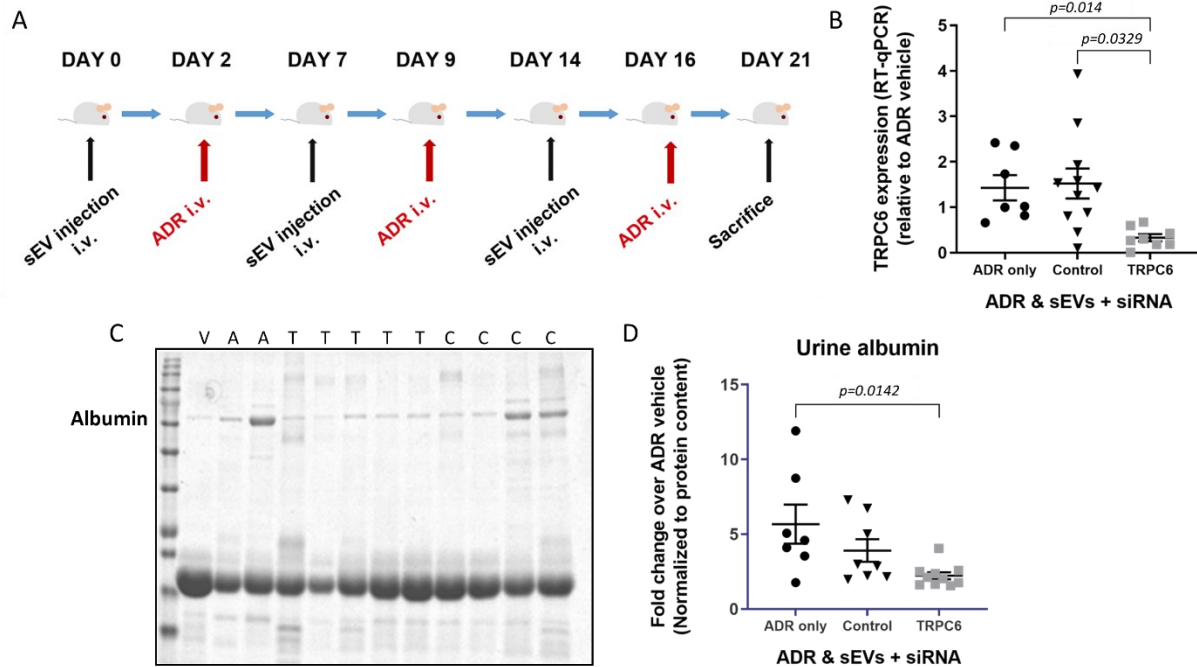 A
DAY 0 DAY 2 DAY 7 DAY 9 DAY 14 DAY 16 DAY 21
sEV injection
i.v.
ADR i.v.
sEV injection
i.v.
ADR i.v.
sEV injection
i.v.
ADR i.v.
Sacrifice
B
TRPC6 expression (RT-qPCR)
(relative to ADR vehicle)
5
4
3
2
1
0
p=0.014
p=0.0329
ADR only Control TRPC6
ADR & sEVs + siRNA
C
V A A T T T T T C C C C
Albumin
D
Urine albumin
Fold change over ADR vehicle
(Normalized to protein content)
15
10
5
0
p=0.0142
ADR only Control TRPC6
ADR & sEVs + siRNA